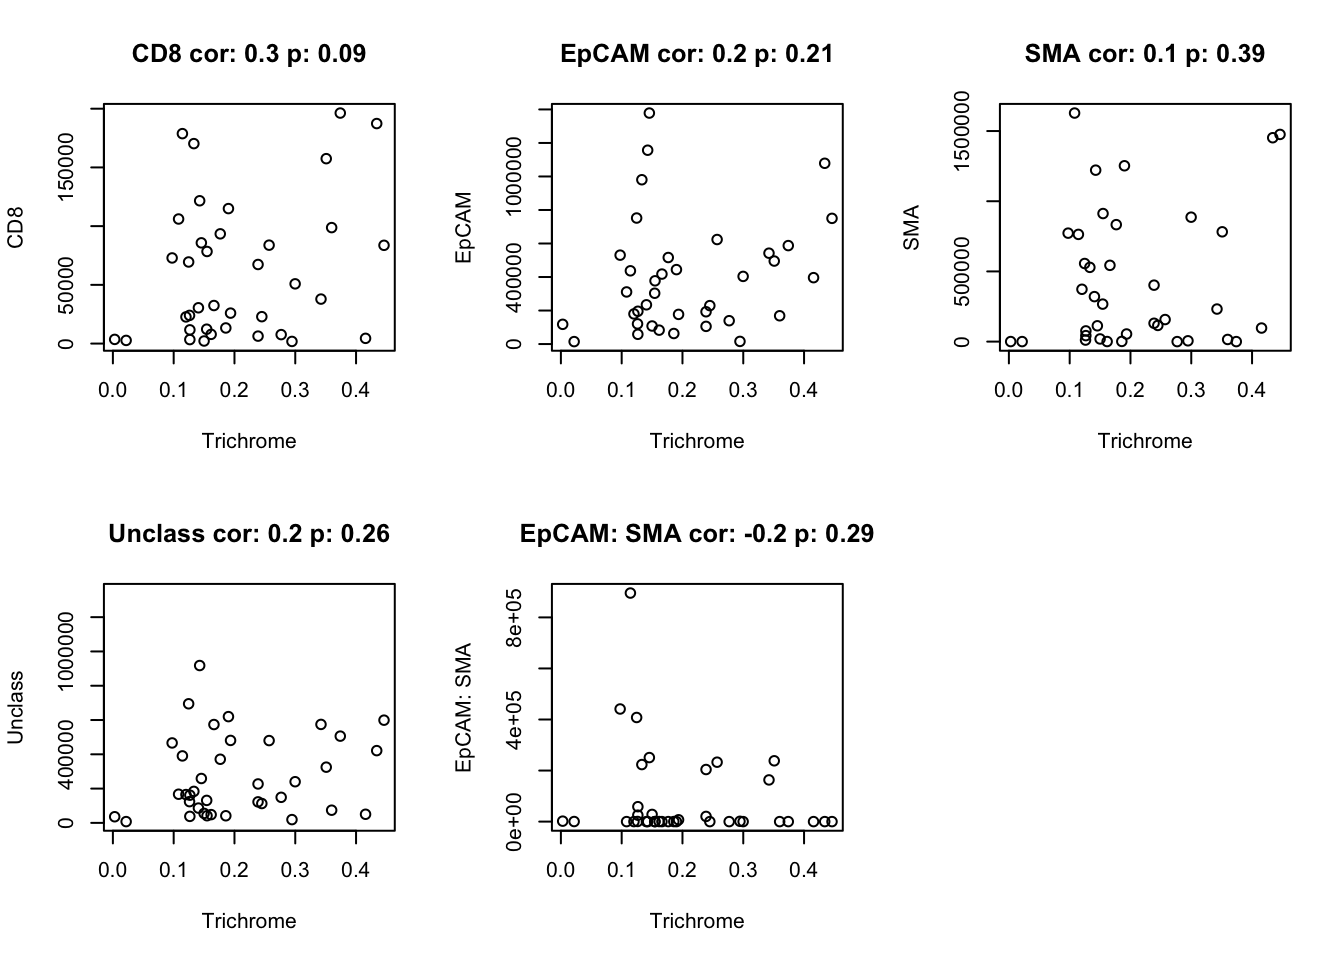 CD8 cor: 0.3 p: 0.09
CD8
150000
50000
0
0.0 0.1 0.2 0.3 0.4
Trichrome
EpCAM cor: 0.2 p: 0.21
EpCAM
1000000
400000
0
0.0 0.1 0.2 0.3 0.4
Trichrome
SMA cor: 0.1 p: 0.39
SMA
1500000
500000
0
0.0 0.1 0.2 0.3 0.4
Trichrome
Unclass cor: 0.2 p: 0.26
Unclass
1000000
400000
0
0.0 0.1 0.2 0.3 0.4
Trichrome
EpCAM: SMA cor: -0.2 p: 0.29
EpCAM: SMA
8e+05
4e+05
0e+00
0.0 0.1 0.2 0.3 0.4
Trichrome